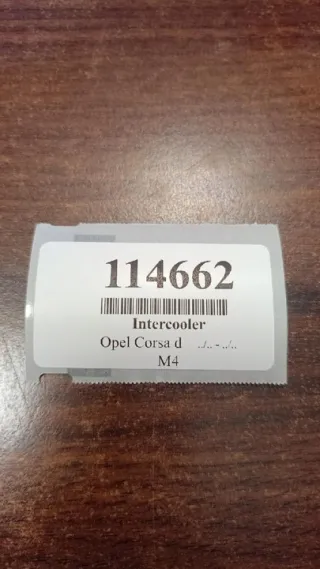 114662
Intercooler
Opel Corsa d ../.. - ../..
M4